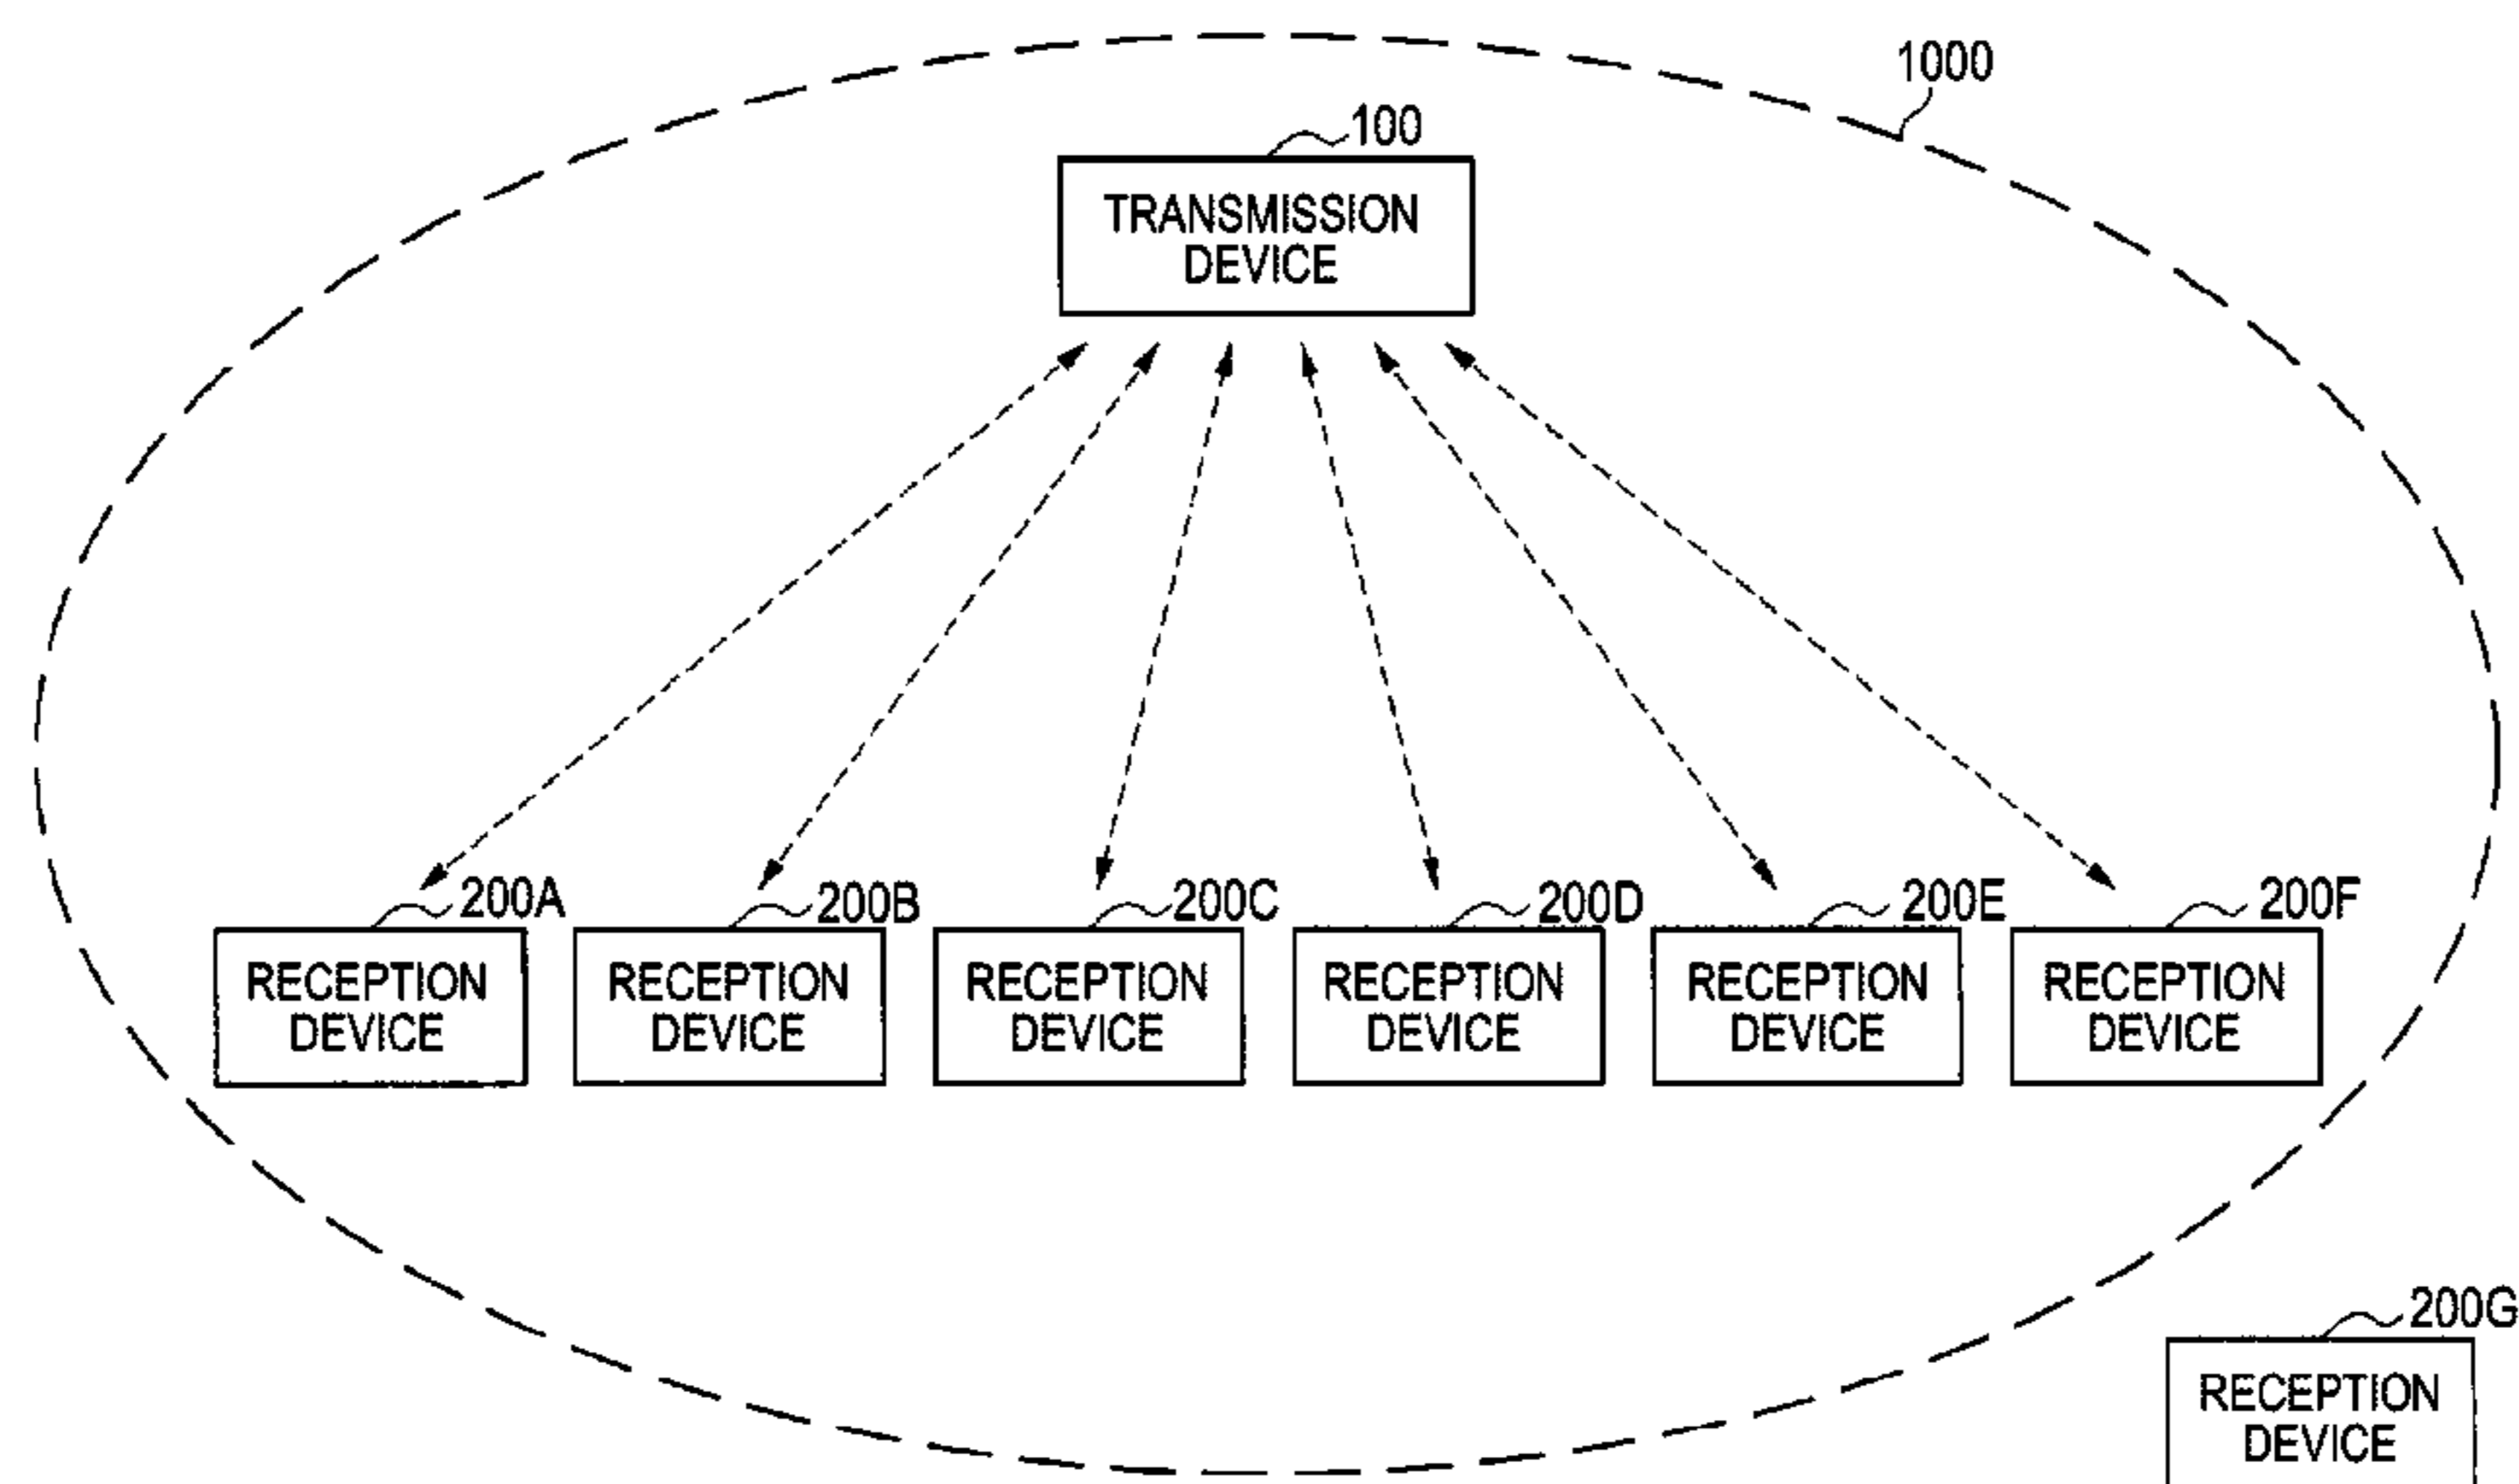 1000
100
TRANSMISSION
DEVICE
200A
200B
200C
200D
200E
200F
RECEPTION
DEVICE
RECEPTION
DEVICE
RECEPTION
DEVICE
RECEPTION
DEVICE
RECEPTION
DEVICE
RECEPTION
DEVICE
200G
RECEPTION
DEVICE